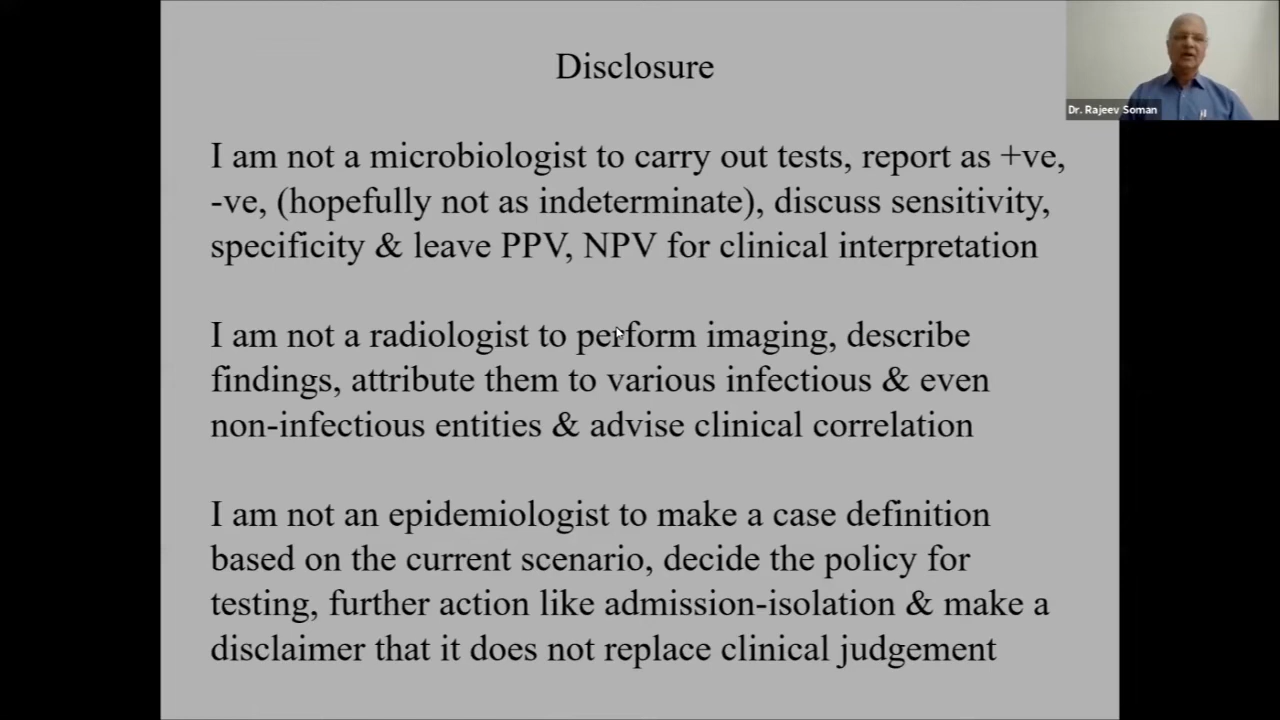 Disclosure
Dr. Rajeev Soman
I am not a microbiologist to carry out tests, report as +ve,
-ve, (hopefully not as indeterminate), discuss sensitivity,
specificity & leave PPV, NPV for clinical interpretation
I am not a radiologist to perform imaging, describe
findings, attribute them to various infectious & even
non-infectious entities & advise clinical correlation
I am not an epidemiologist to make a case definition
based on the current scenario, decide the policy for
testing, further action like admission-isolation & make a
disclaimer that it does not replace clinical judgement